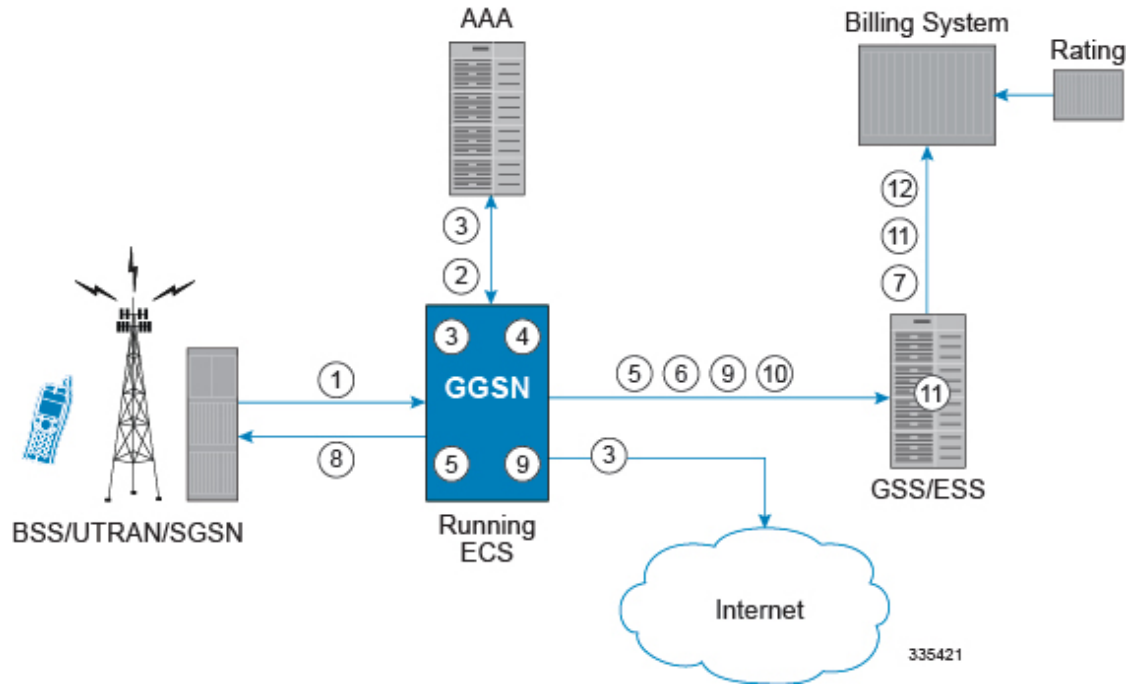 AAA
Billing System
Rating
3
2
12
11
7
3 4
GGSN
5 9
1
8
5 6 9 10
11
3
BSS/UTRAN/SGSN
Running
ECS
GSS/ESS
Internet
335421